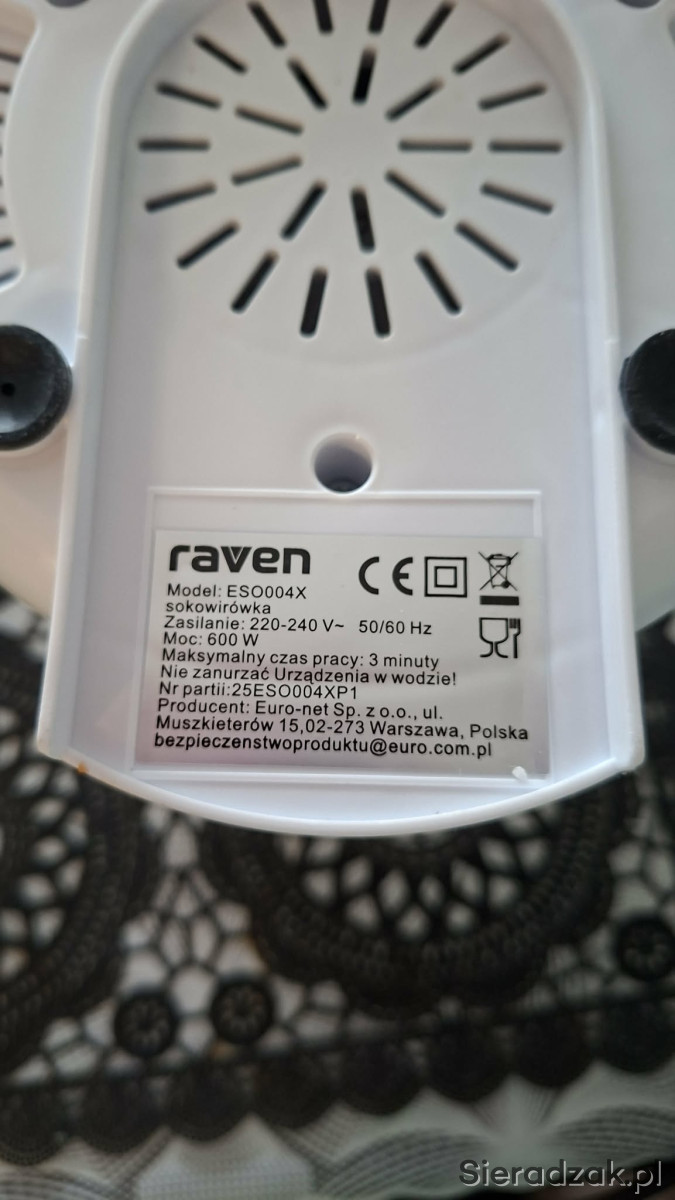 raven
Model: ESO004X
sokowirówka
Zasilanie: 220-240 V~ 50/60 Hz
Moc: 600 W
Maksymalny czas pracy: 3 minuty
Nie zanurzać Urządzenia w wodzie!
Nr partii:25ESO004XP1
Producent: Euro-net Sp. z o.o., ul.
Muszkieterów 15,02-273 Warszawa, Polska
bezpieczenstwoproduktu@euro.com.pl
CE
Sieradzak.pl